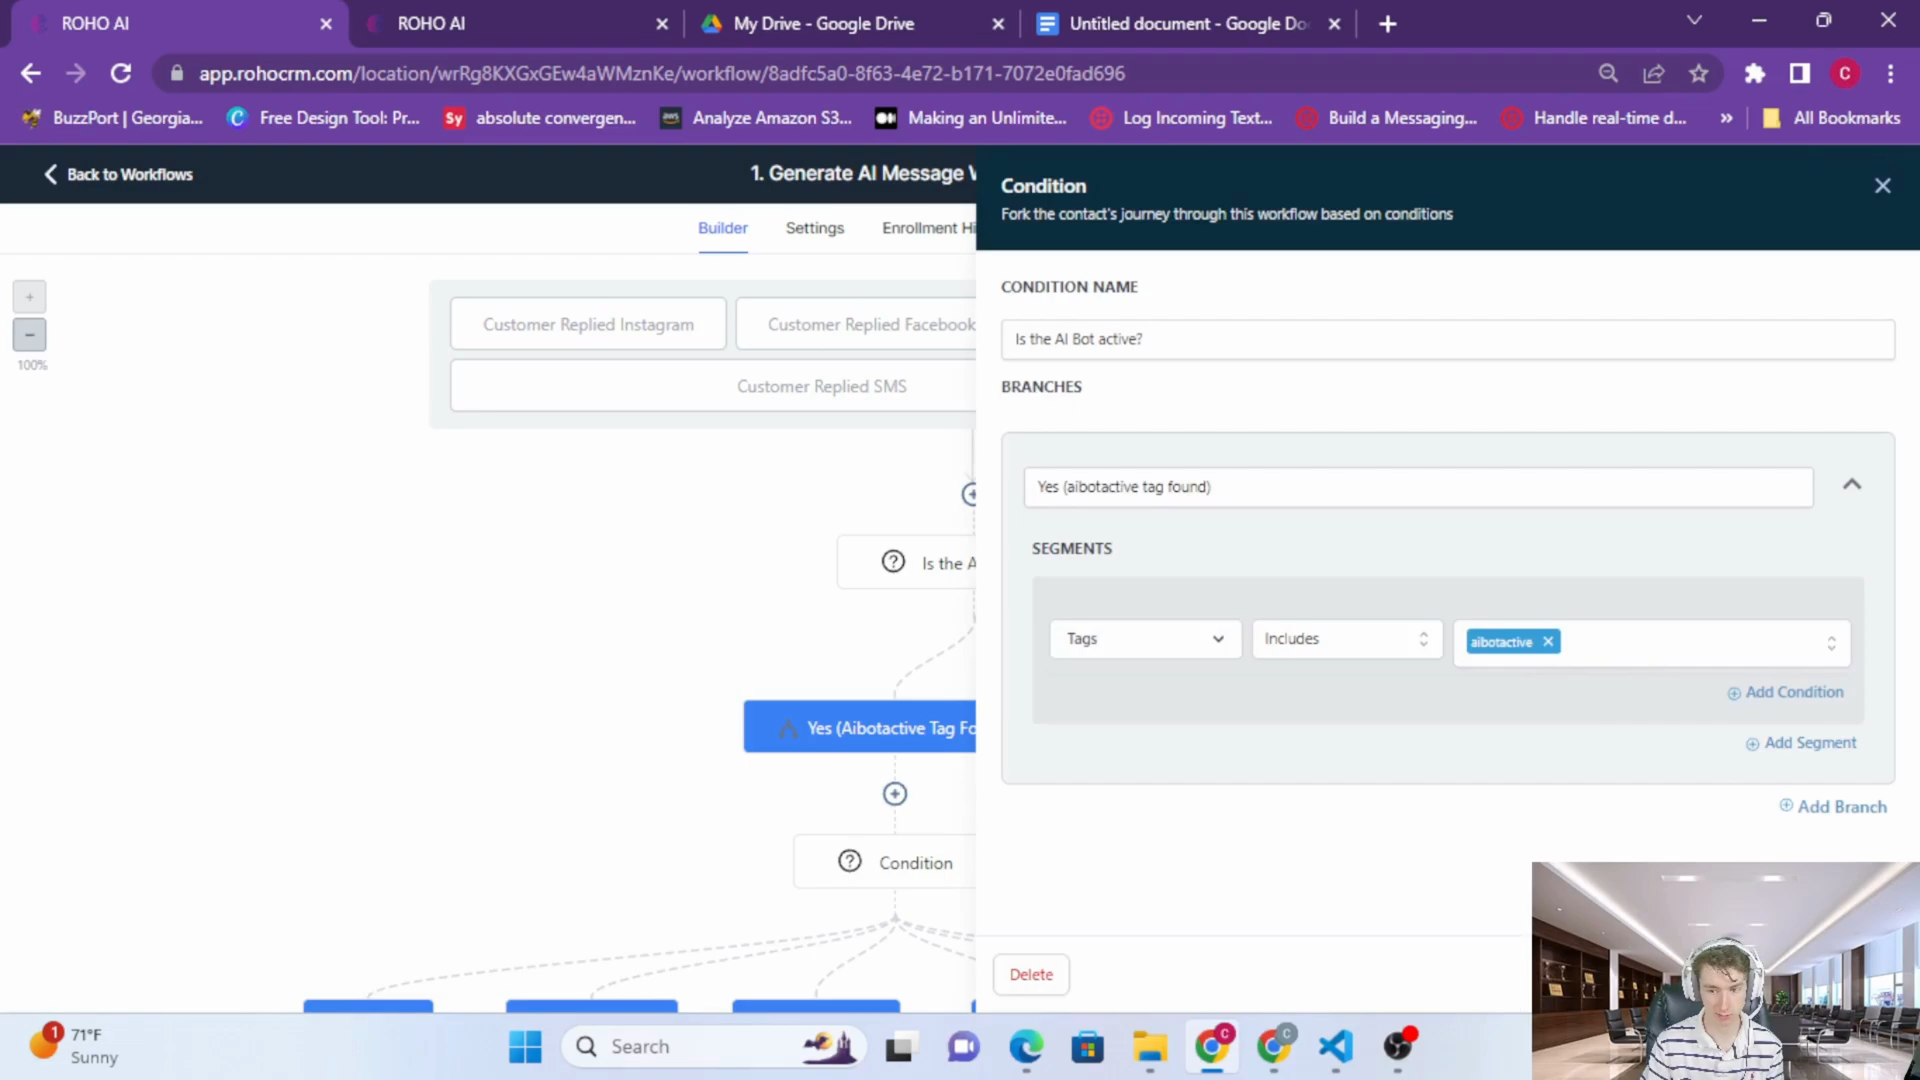 ROHO AI
ROHO AI
My Drive - Google Drive
Untitled document - Google Do
app.rohocrm.com/location/wrRg8KXGxGEw4aWMznKe/workflow/8adfc5a0-8f63-4e72-b171-7072e0fad696
C
BuzzPort | Georgia...
C Free Design Tool: Pr...
Sy absolute convergen...
aws Analyze Amazon S3...
Making an Unlimite...
Log Incoming Text...
Build a Messaging...
Handle real-time d...
»
All Bookmarks
Back to Workflows
1. Generate AI Message
Builder
Settings
Enrollment Hi
+
−
100%
Customer Replied Instagram
Customer Replied Facebook
Customer Replied SMS
Is the A
Yes (Aibotactive Tag Fo
Condition
Condition
Fork the contact's journey through this workflow based on conditions
CONDITION NAME
Is the AI Bot active?
BRANCHES
Yes (aibotactive tag found)
SEGMENTS
Tags
Includes
aibotactive
Add Condition
Add Segment
Add Branch
Delete
1
71°F
Sunny
Search
C
C